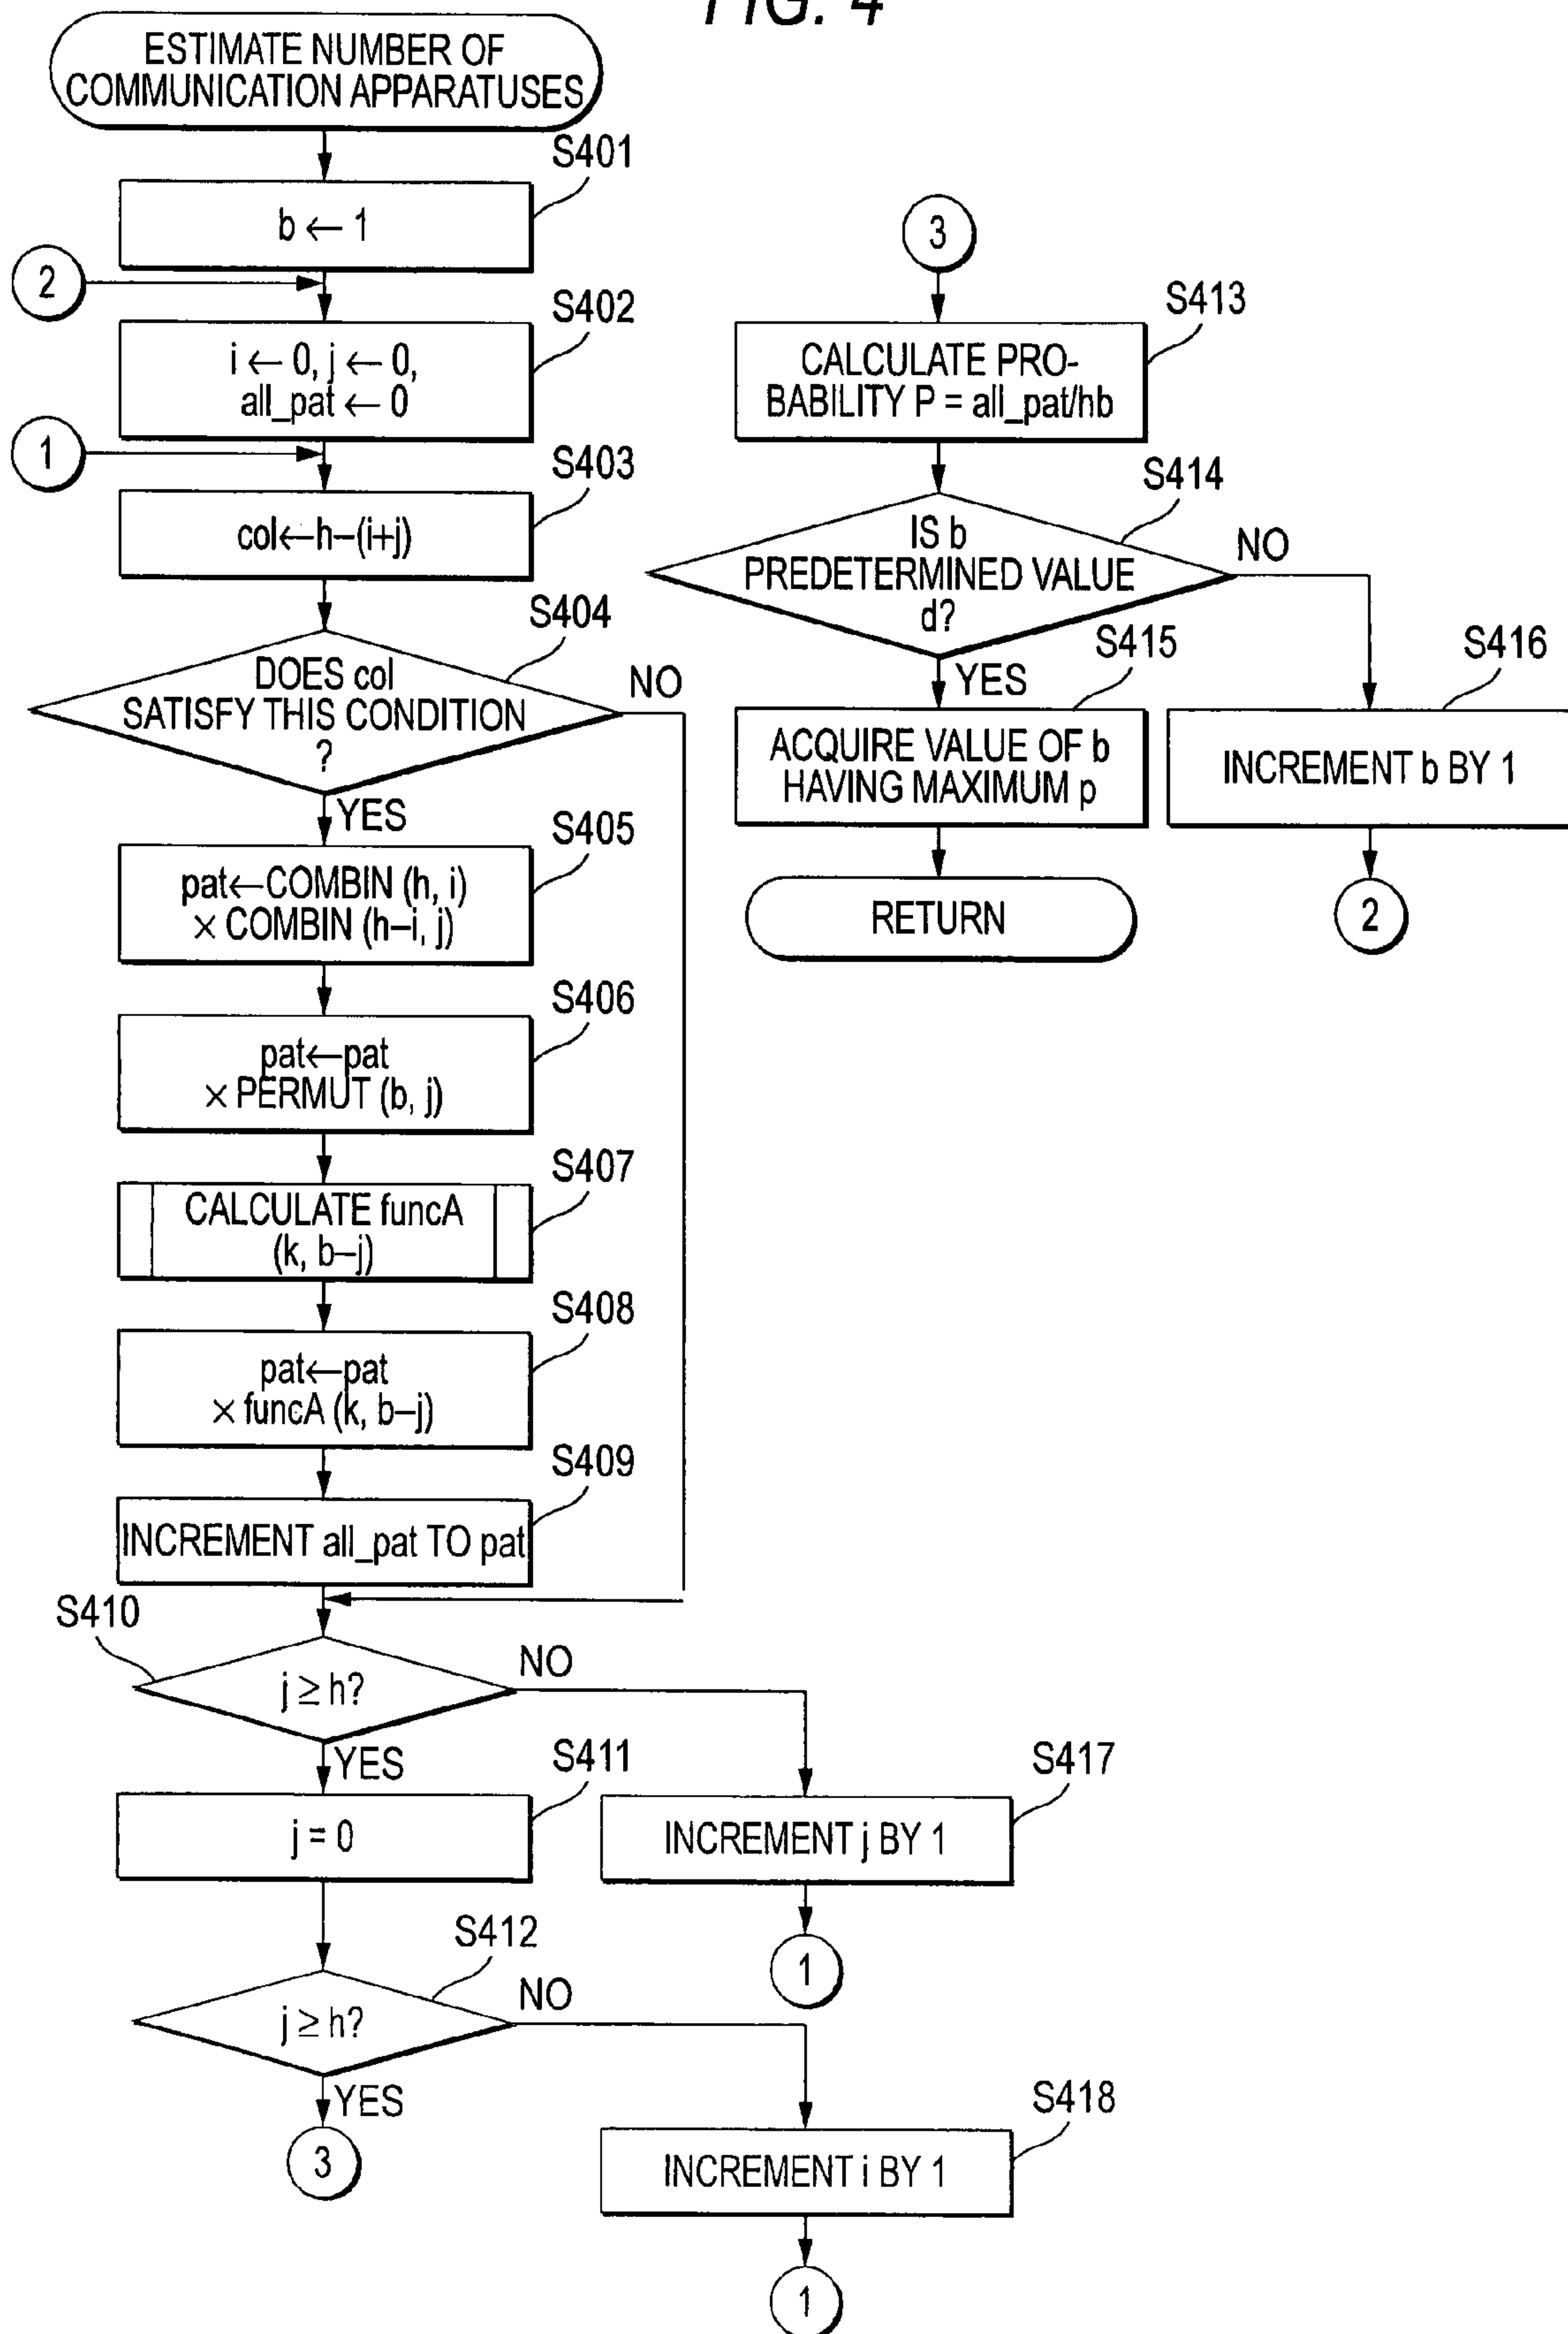 FIG. 4
ESTIMATE NUMBER OF
COMMUNICATION APPARATUSES
S401
b ← 1
2
S402
i ← 0, j ← 0,
all_pat ← 0
1
S403
col←h–(i+j)
S404
DOES col
SATISFY THIS CONDITION
?
NO
YES
S405
pat←COMBIN (h, i)
× COMBIN (h–i, j)
S406
pat←pat
× PERMUT (b, j)
S407
CALCULATE funcA
(k, b–j)
S408
pat←pat
× funcA (k, b–j)
S409
INCREMENT all_pat TO pat
S410
j ≥ h?
NO
YES
S411
j = 0
S417
INCREMENT j BY 1
1
S412
j ≥ h?
NO
YES
3
S418
INCREMENT i BY 1
1
3
S413
CALCULATE PRO-
BABILITY P = all_pat/hb
S414
IS b
PREDETERMINED VALUE
d?
NO
YES
S415
ACQUIRE VALUE OF b
HAVING MAXIMUM p
RETURN
S416
INCREMENT b BY 1
2